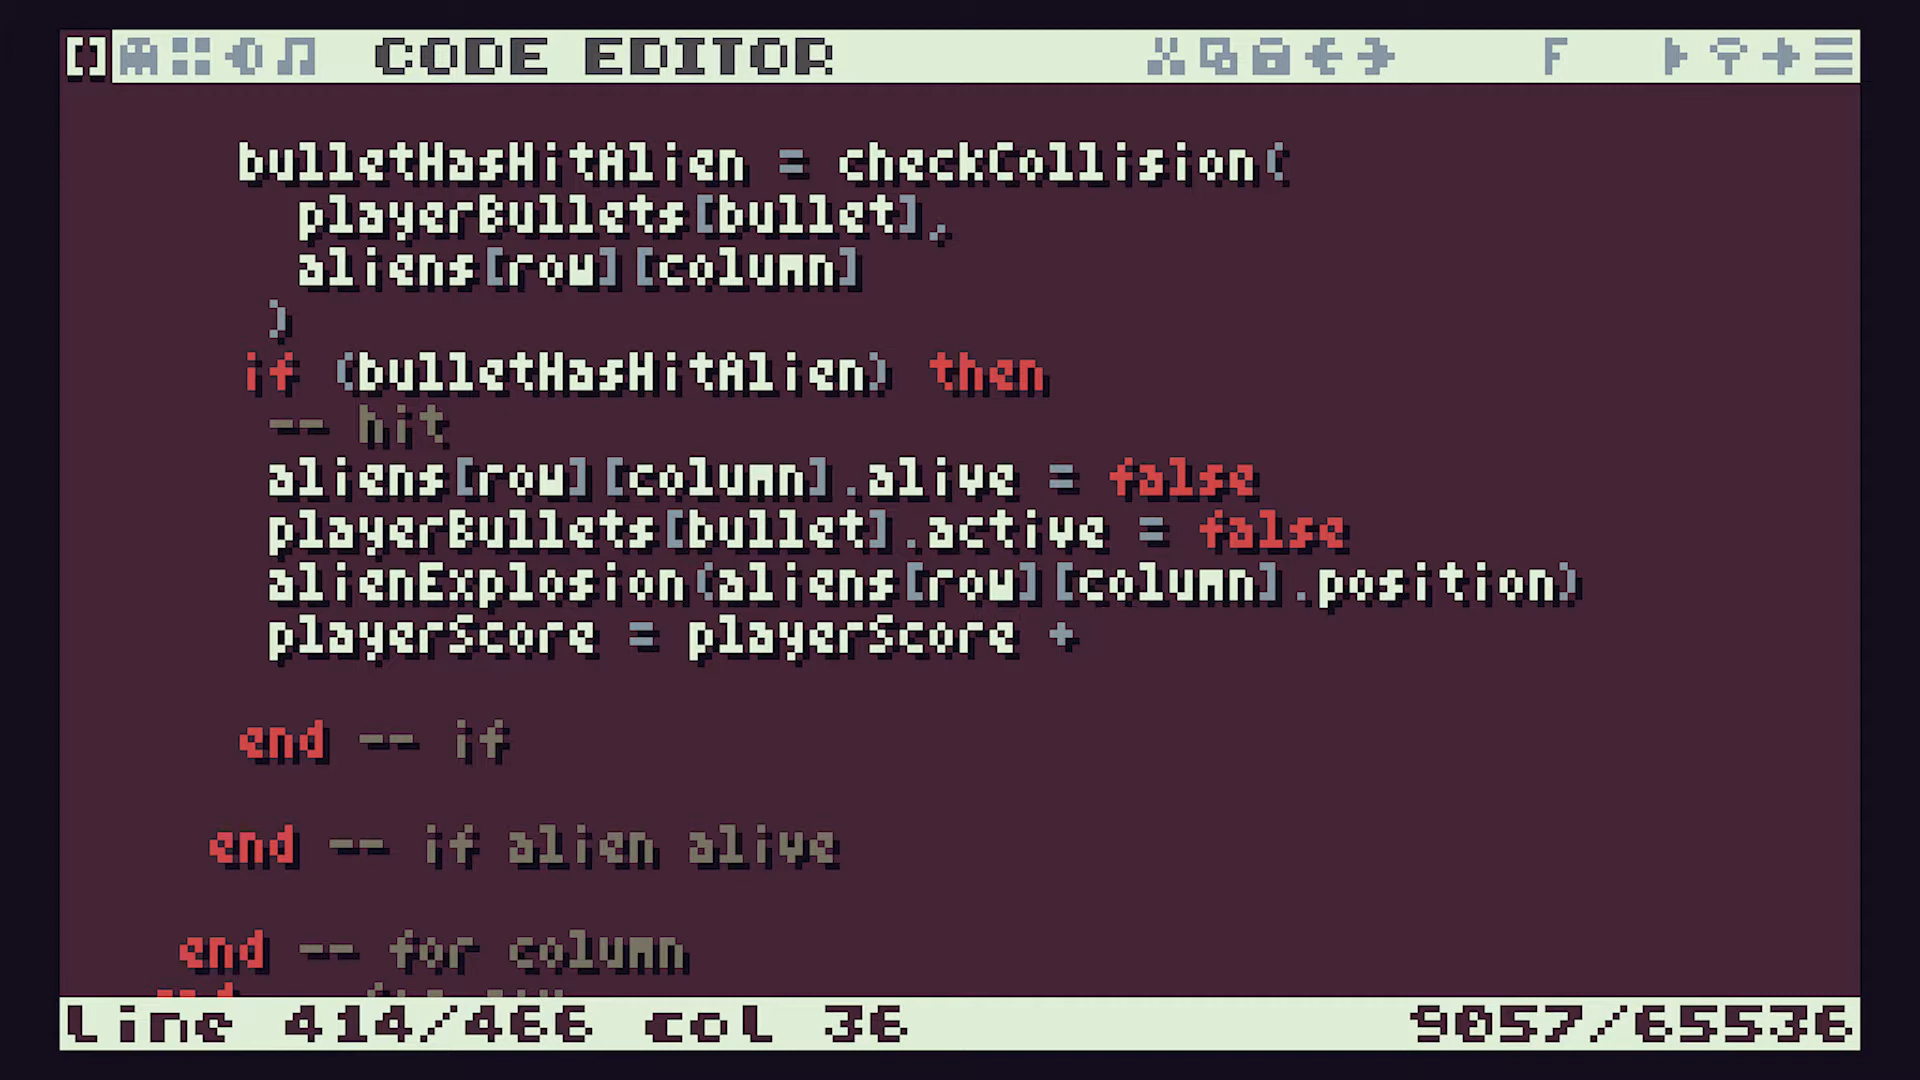 CODE EDITOR F
bulletHasHitAlien = checkCollision(
playerBullets[bullet],
aliens[row][column]
)
if (bulletHasHitAlien) then
-- hit
aliens[row][column].alive = false
playerBullets[bullet].active = false
alienExplosion(aliens[row][column].position)
playerScore = playerScore +
end -- if
end -- if alien alive
end -- for column
line 414/466 col 36
9057/65536